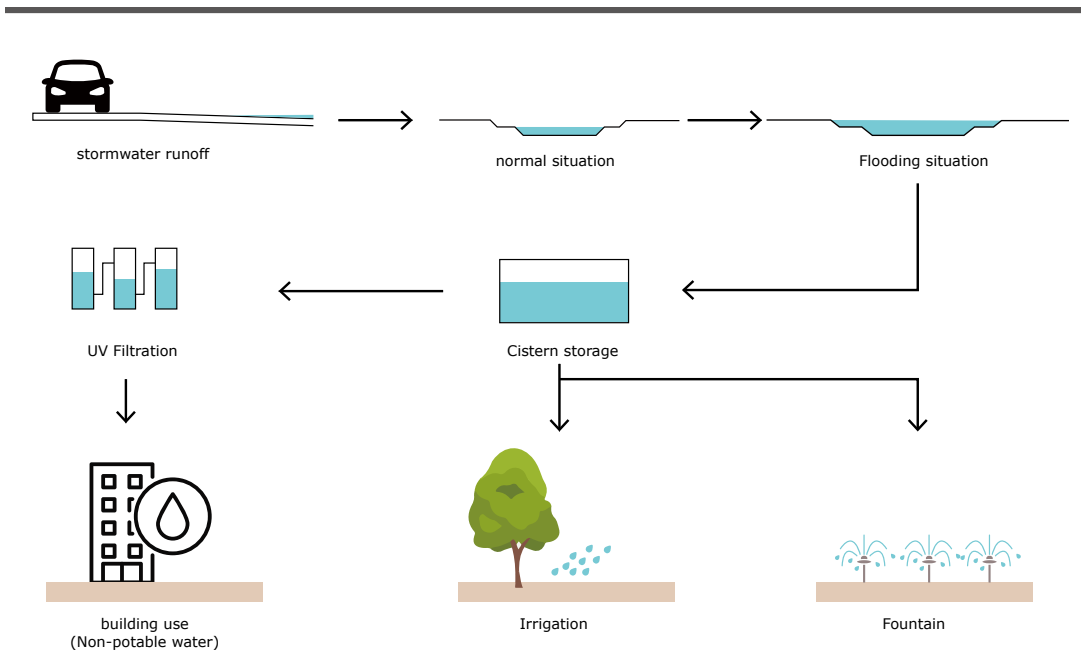 stormwater runoff
normal situation
Flooding situation
UV Filtration
Cistern storage
building use
(Non-potable water)
Irrigation
Fountain